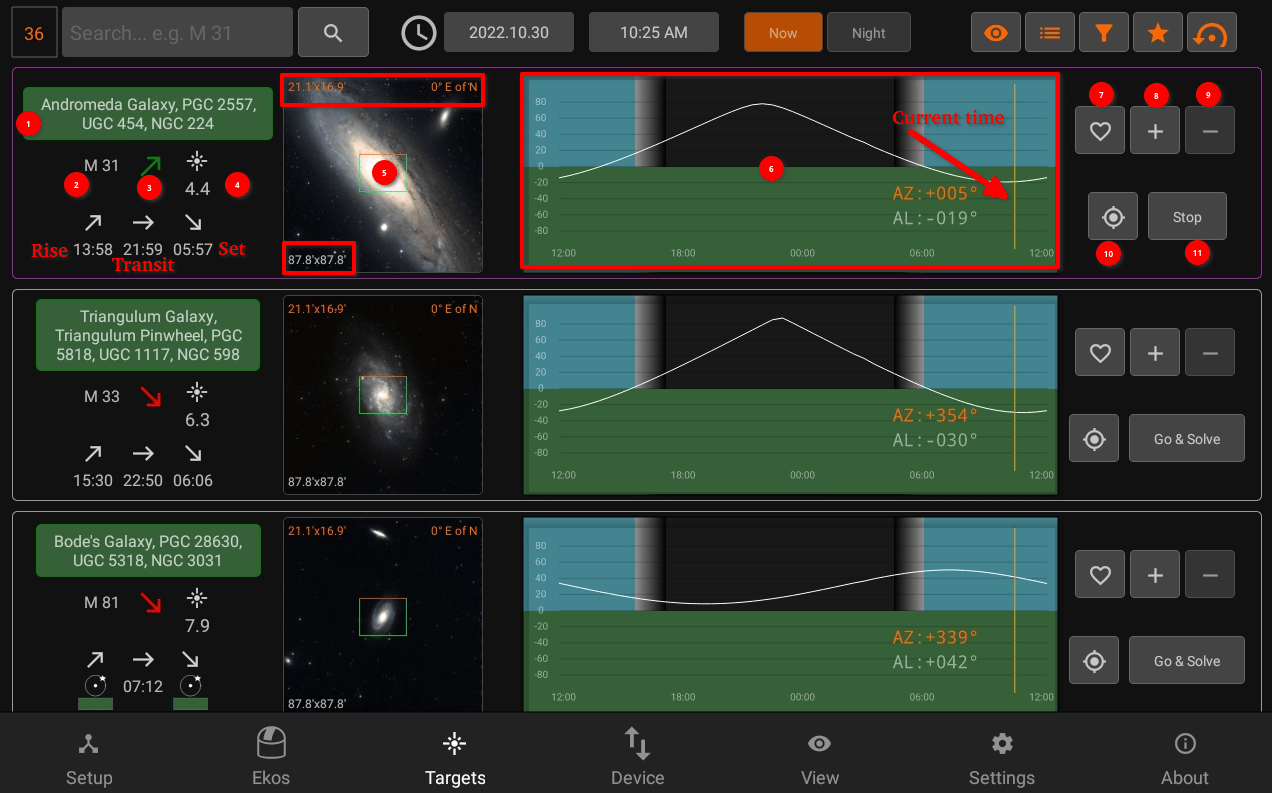 36
Search... e.g. M 31
2022.10.30
10:25 AM
Now
Night
Andromeda Galaxy, PGC 2557,
UGC 454, NGC 224
1
M 31
2
3
4.4
4
Rise 13:58 21:59 05:57 Set
Transit
21.1'x16.9'
0° E of N
5
87.8'x87.8'
80
60
40
20
0
-20
-40
-60
-80
6
Current time
AZ:+005°
AL:-019°
12:00 18:00 00:00 06:00 12:00
7
8
9
10
Stop
11
Triangulum Galaxy,
Triangulum Pinwheel, PGC
5818, UGC 1117, NGC 598
M 33
6.3
15:30 22:50 06:06
21.1'x16.9'
0° E of N
87.8'x87.8'
80
60
40
20
0
-20
-40
-60
-80
AZ:+354°
AL:-030°
12:00 18:00 00:00 06:00 12:00
Go & Solve
Bode's Galaxy, PGC 28630,
UGC 5318, NGC 3031
M 81
7.9
07:12
21.1'x16.9'
0° E of N
87.8'x87.8'
80
60
40
20
0
-20
-40
-60
-80
AZ:+339°
AL:+042°
12:00 18:00 00:00 06:00 12:00
Go & Solve
Setup
Ekos
Targets
Device
View
Settings
About